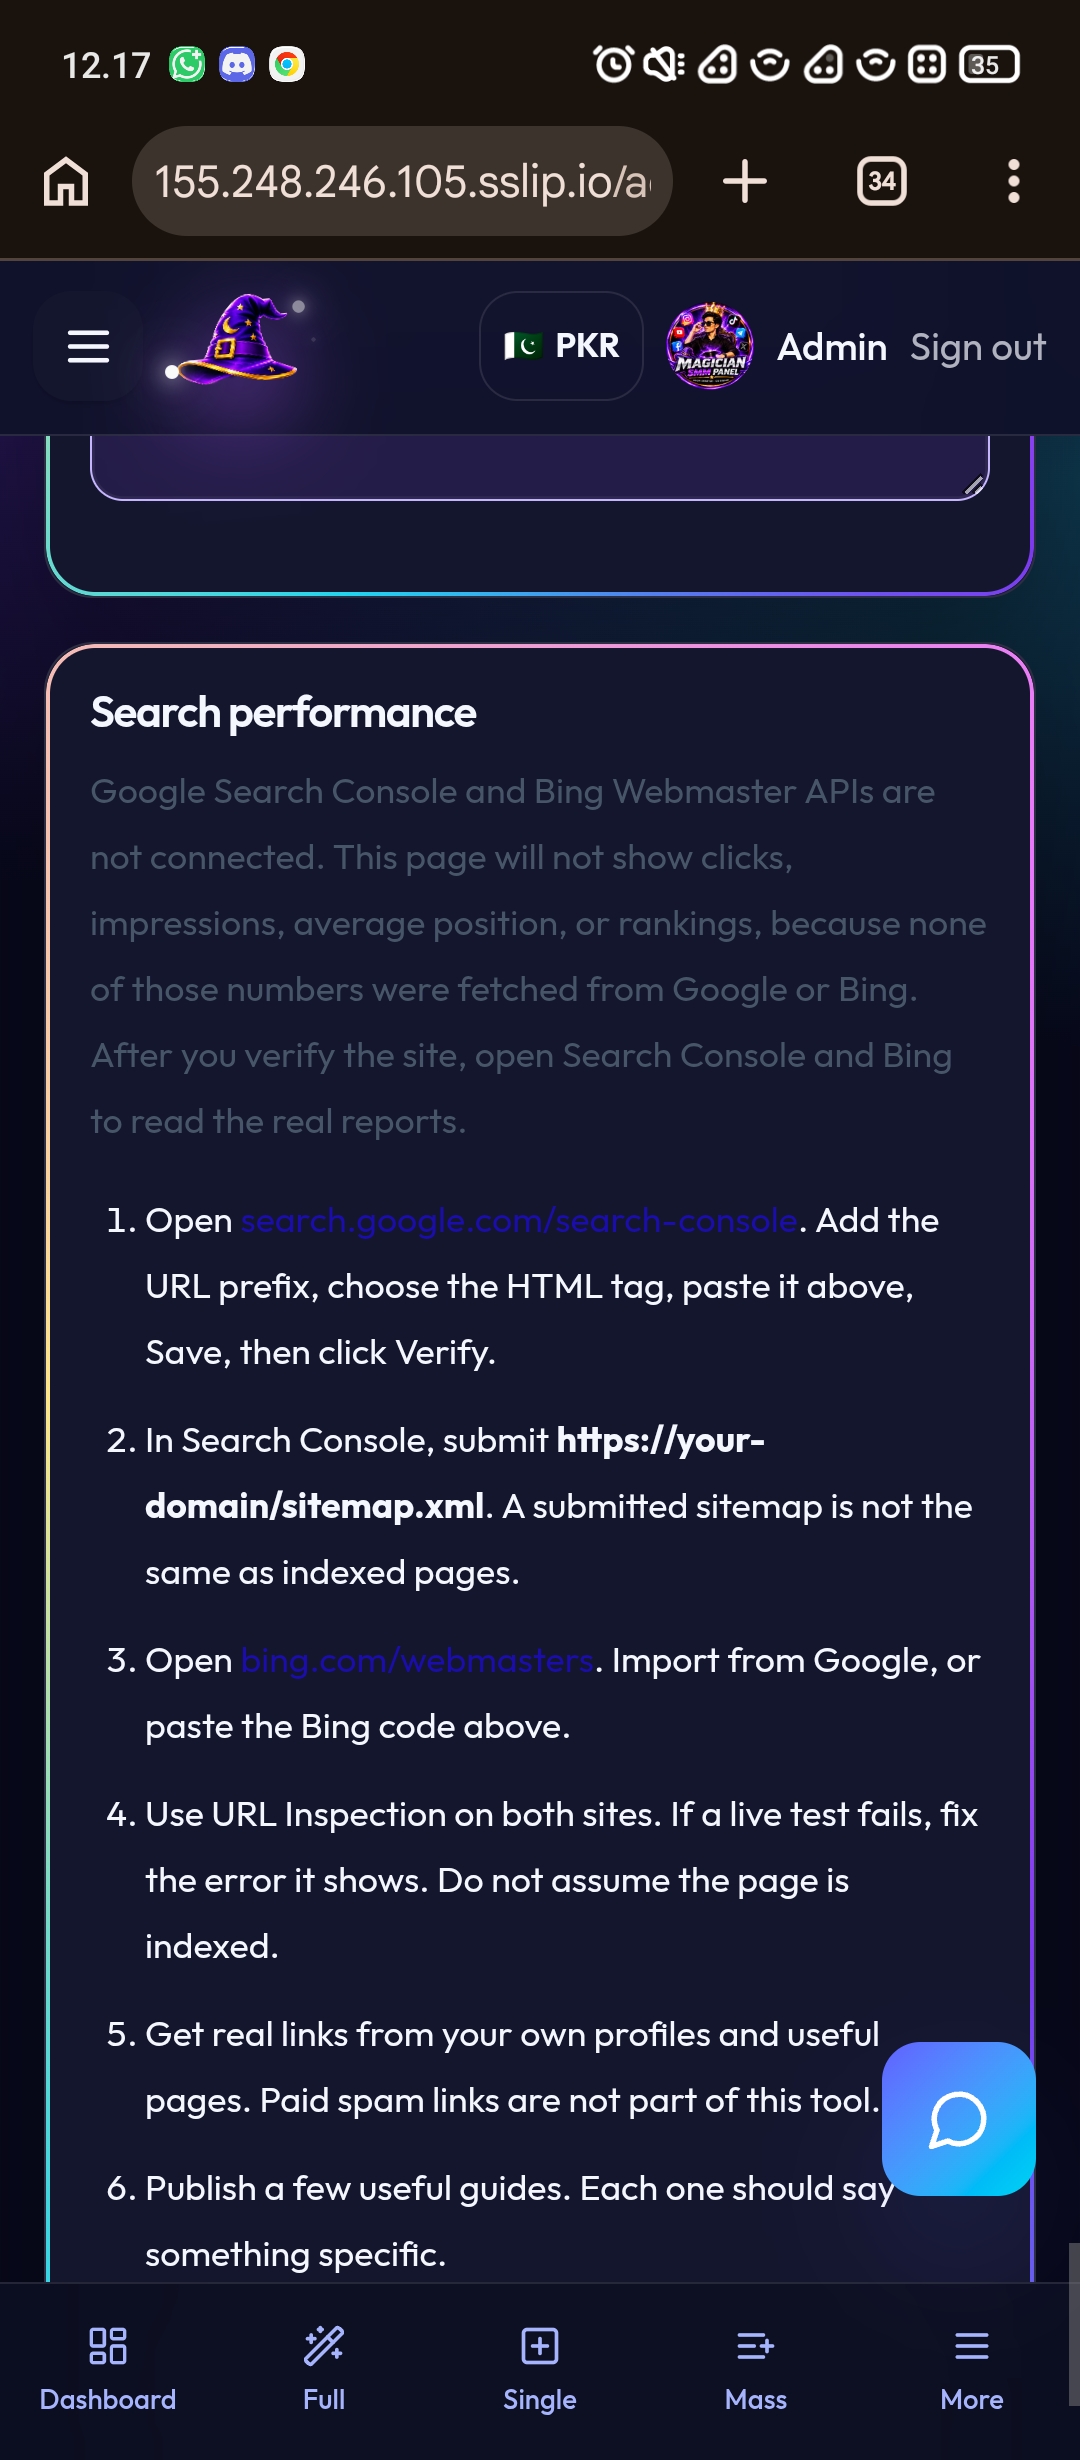 12.17
35
155.248.246.105.sslip.io/a
34
PKR
Admin
Sign out
MAGICIAN
SMM PANEL
Search performance
Google Search Console and Bing Webmaster APIs are
not connected. This page will not show clicks,
impressions, average position, or rankings, because none
of those numbers were fetched from Google or Bing.
After you verify the site, open Search Console and Bing
to read the real reports.
1. Open search.google.com/search-console. Add the
URL prefix, choose the HTML tag, paste it above,
Save, then click Verify.
2. In Search Console, submit https://your-
domain/sitemap.xml. A submitted sitemap is not the
same as indexed pages.
3. Open bing.com/webmasters. Import from Google, or
paste the Bing code above.
4. Use URL Inspection on both sites. If a live test fails, fix
the error it shows. Do not assume the page is
indexed.
5. Get real links from your own profiles and useful
pages. Paid spam links are not part of this tool.
6. Publish a few useful guides. Each one should say
something specific.
Dashboard
Full
Single
Mass
More